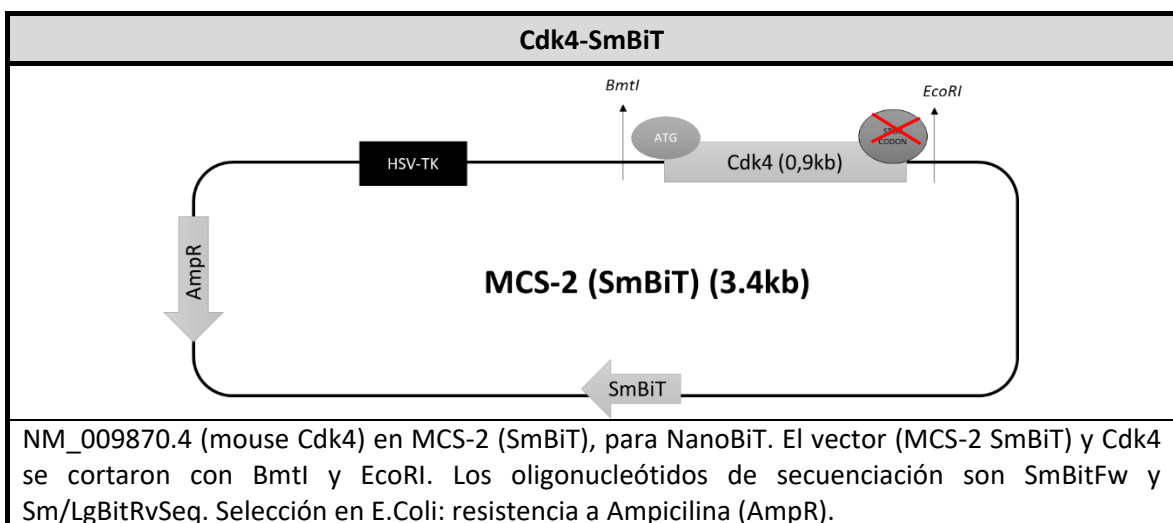 Cdk4-SmBiT
BmtI
EcoRI
ATG
CODON
HSV-TK
Cdk4 (0,9kb)
AmpR
MCS-2 (SmBiT) (3.4kb)
SmBiT
NM_009870.4 (mouse Cdk4) en MCS-2 (SmBiT), para NanoBiT. El vector (MCS-2 SmBiT) y Cdk4
se cortaron con BmtI y EcoRI. Los oligonucleótidos de secuenciación son SmBitFw y
Sm/LgBitRvSeq. Selección en E.Coli: resistencia a Ampicilina (AmpR).